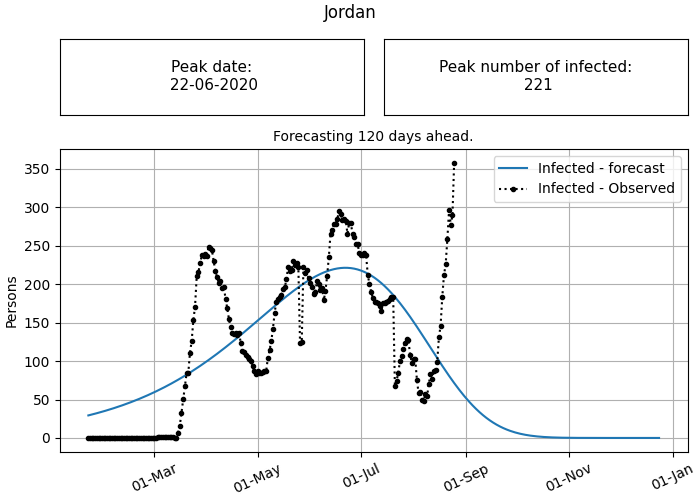 Jordan
Peak date:
22-06-2020
Peak number of infected:
221
Forecasting 120 days ahead.
Infected - forecast
Infected - Observed
Persons
350
300
250
200
150
100
50
0
01-Mar
01-May
01-Jul
01-Sep
01-Nov
01-Jan